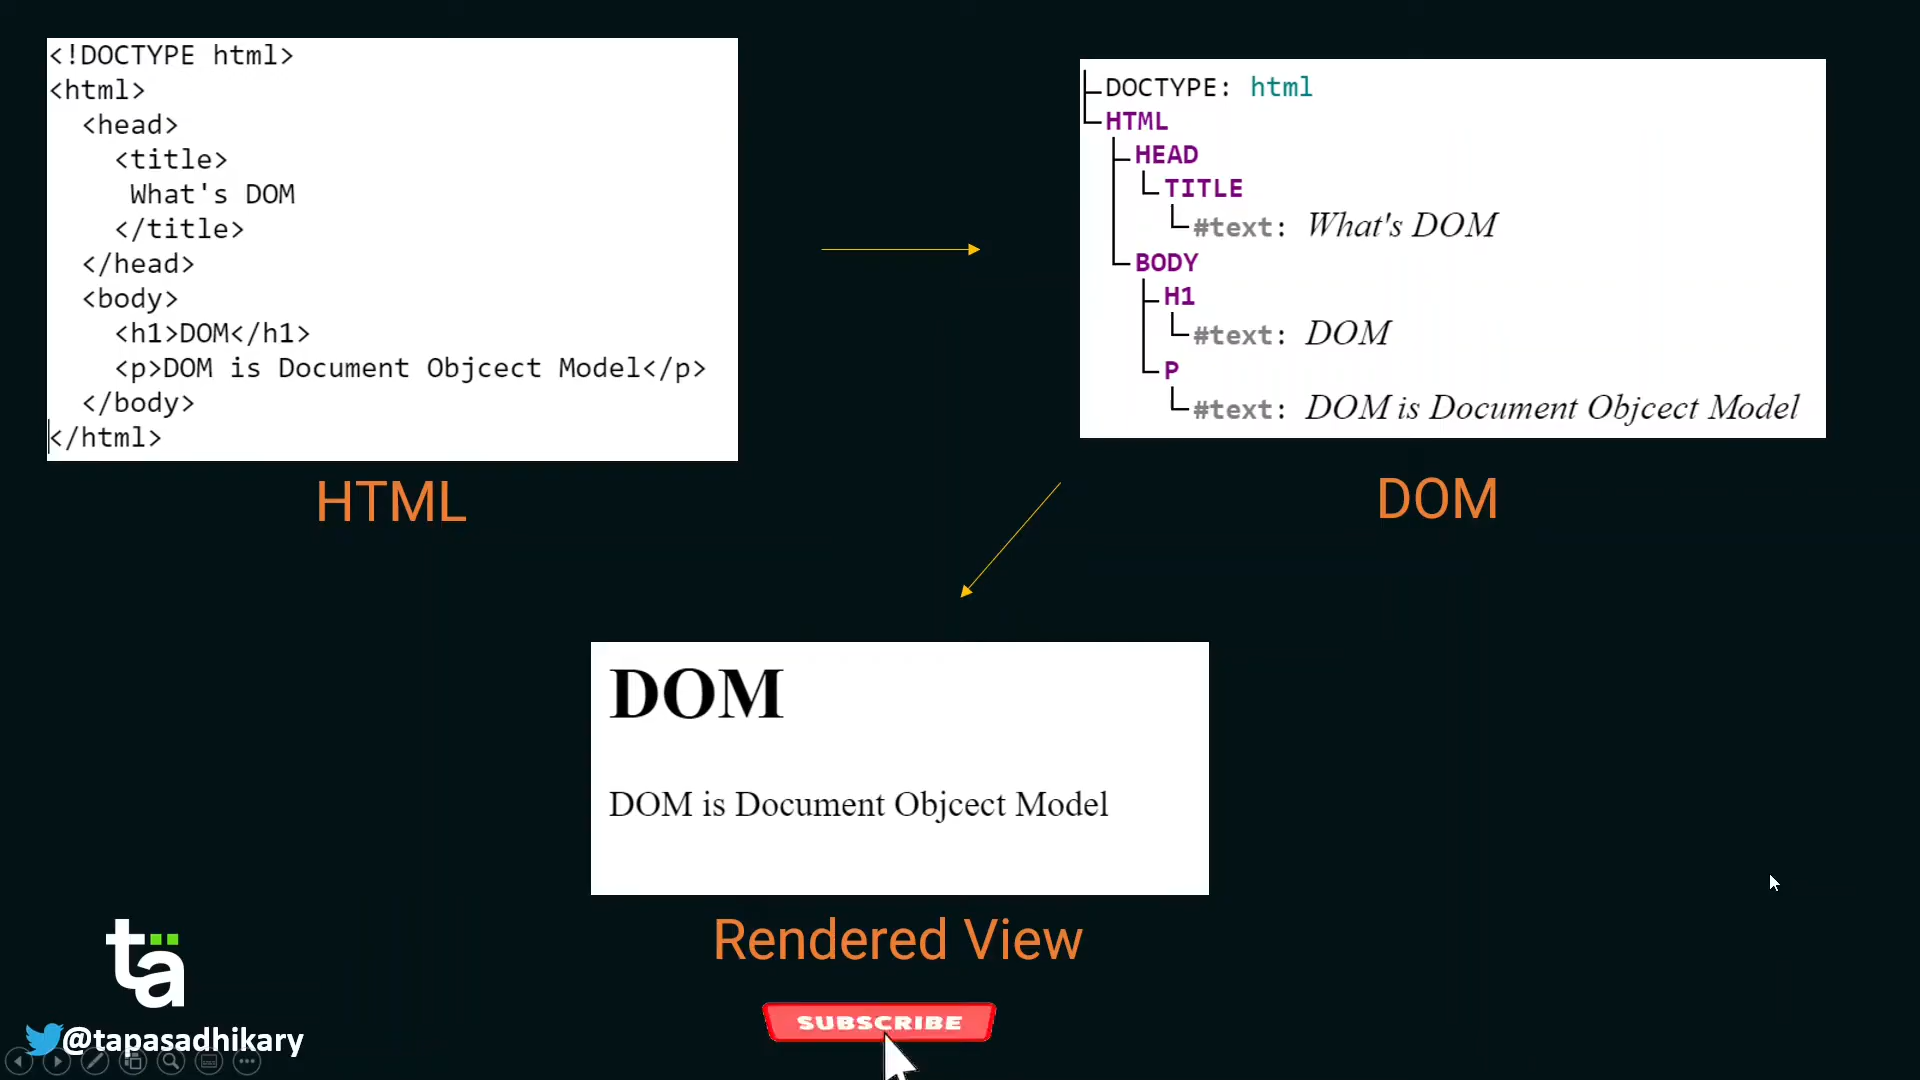 <!DOCTYPE html>
<html>
<head>
<title>
What's DOM
</title>
</head>
<body>
<h1>DOM</h1>
<p>DOM is Document Objcect Model</p>
</body>
</html>
HTML
DOCTYPE: html
HTML
HEAD
TITLE
#text: What's DOM
BODY
H1
#text: DOM
P
#text: DOM is Document Objcect Model
DOM
DOM
DOM is Document Objcect Model
Rendered View
SUBSCRIBE
tä
@tapasadhikary